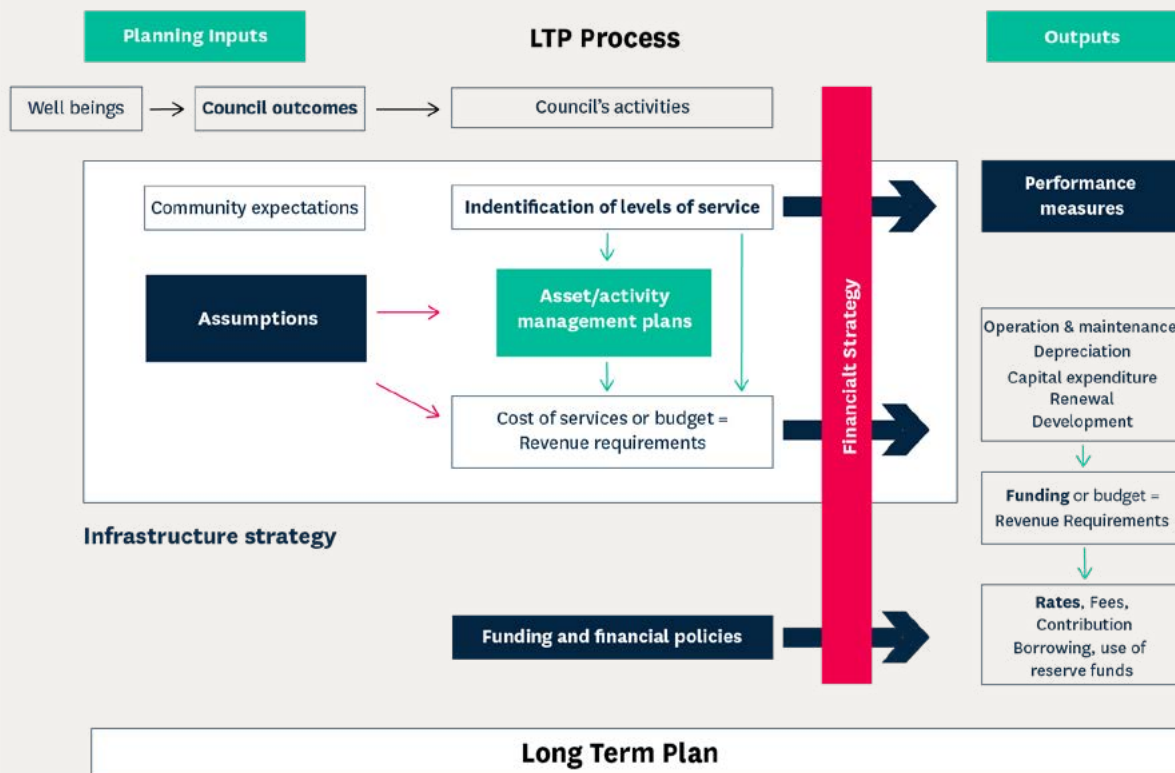 Planning Inputs
LTP Process
Outputs
Well beings
Council outcomes
Council's activities
Community expectations
Indentification of levels of service
Performance
measures
Assumptions
Asset/activity
management plans
Cost of services or budget =
Revenue requirements
Financialt Strategy
Operation & maintenance
Depreciation
Capital expenditure
Renewal
Development
Funding or budget =
Revenue Requirements
Infrastructure strategy
Funding and financial policies
Rates, Fees,
Contribution
Borrowing, use of
reserve funds
Long Term Plan